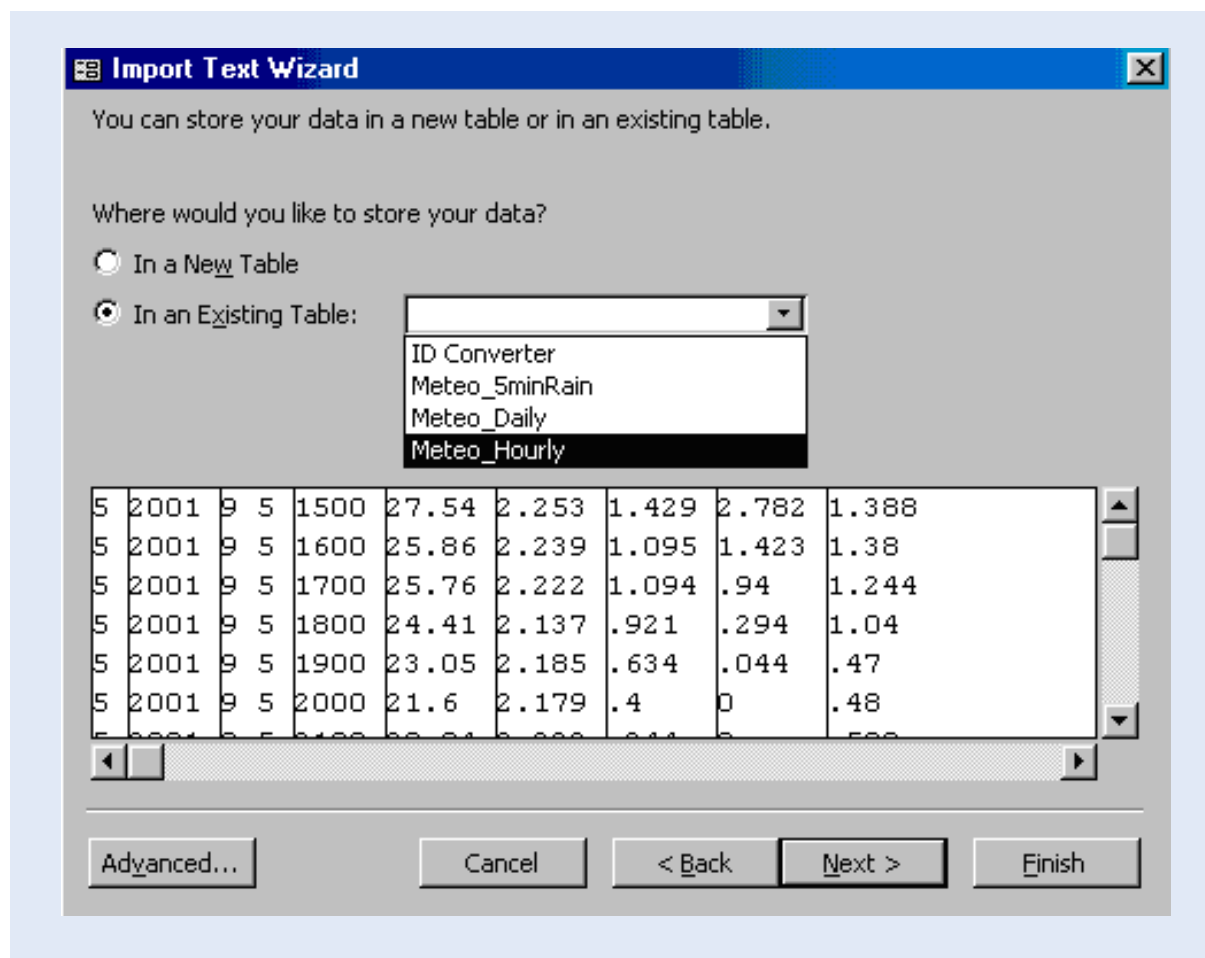 Import Text Wizard
You can store your data in a new table or in an existing table.
Where would you like to store your data?
In a New Table
In an Existing Table:
ID Converter
Meteo_5minRain
Meteo_Daily
Meteo_Hourly
5 2001 9 5 1500 27.54 2.253 1.429 2.782 1.388
5 2001 9 5 1600 25.86 2.239 1.095 1.423 1.38
5 2001 9 5 1700 25.76 2.222 1.094 .94 1.244
5 2001 9 5 1800 24.41 2.137 .921 .294 1.04
5 2001 9 5 1900 23.05 2.185 .634 .044 .47
5 2001 9 5 2000 21.6 2.179 .4 0 .48
Advanced... Cancel < Back Next > Finish